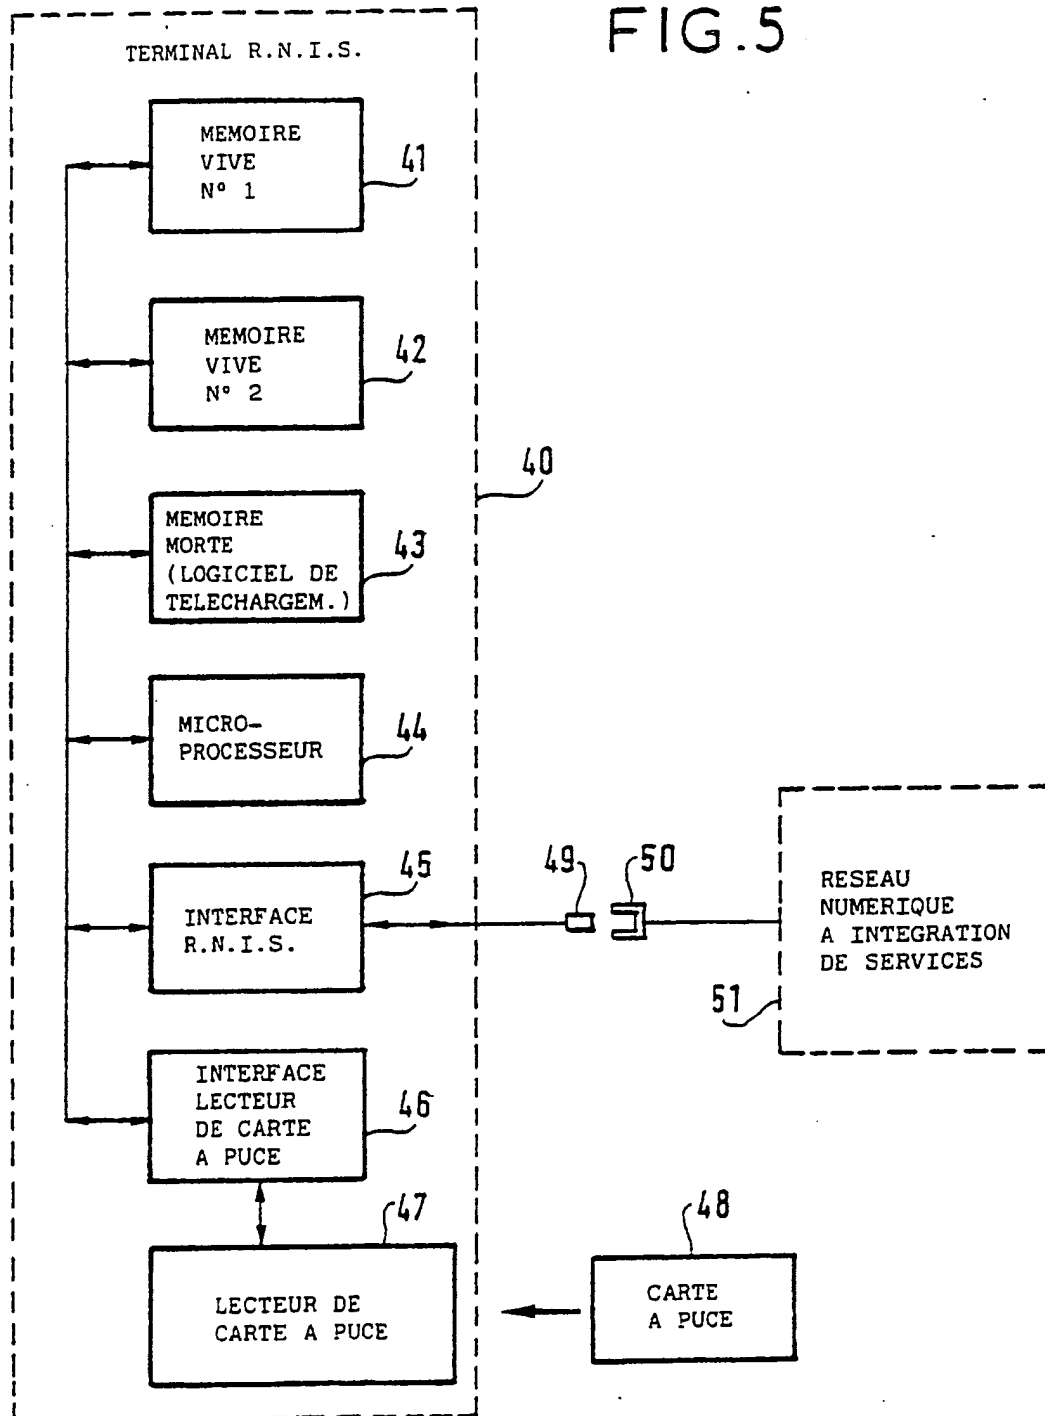 FIG.5
TERMINAL R.N.I.S.
MEMOIRE
VIVE
N° 1
41
MEMOIRE
VIVE
N° 2
42
40
MEMOIRE
MORTE
(LOGICIEL DE
TELECHARGEM.)
43
MICRO-
PROCESSEUR
44
INTERFACE
R.N.I.S.
45
49
50
RESEAU
NUMERIQUE
A INTEGRATION
DE SERVICES
51
INTERFACE
LECTEUR
DE CARTE
A PUCE
46
LECTEUR DE
CARTE A PUCE
47
CARTE
A PUCE
48